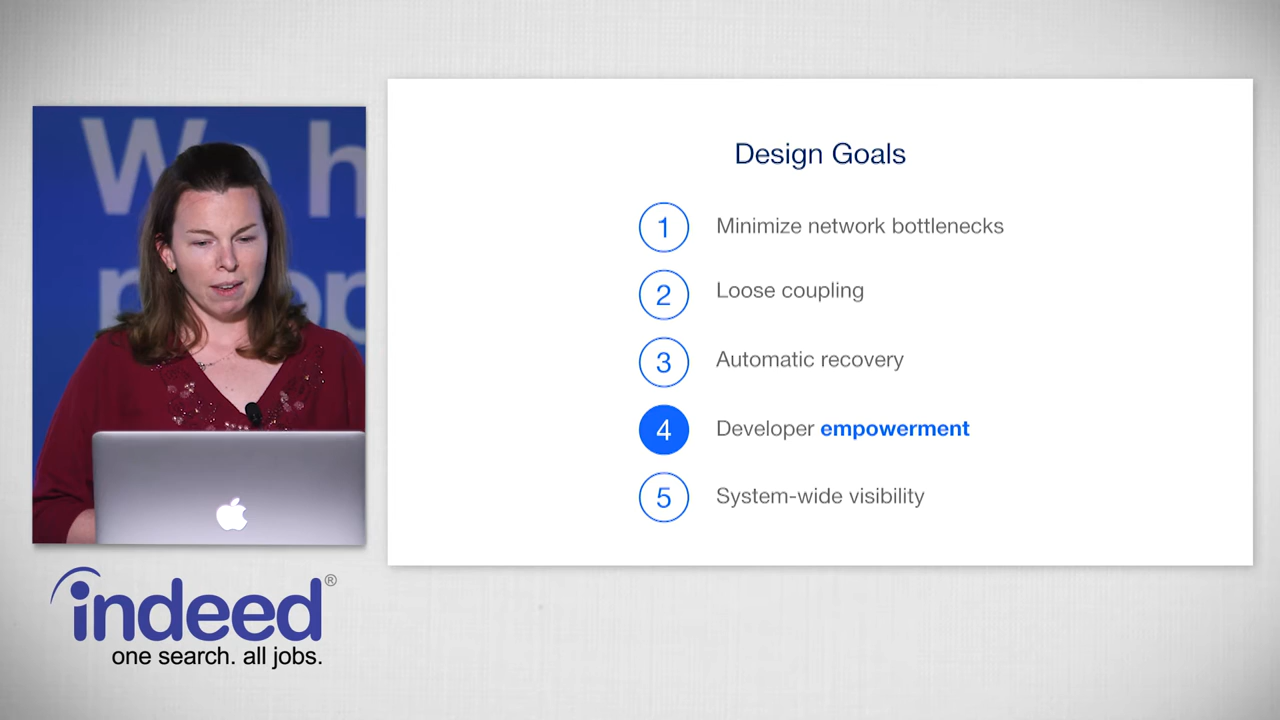 We h
Design Goals
1 Minimize network bottlenecks
2 Loose coupling
3 Automatic recovery
4 Developer empowerment
5 System-wide visibility
indeed®
one search. all jobs.